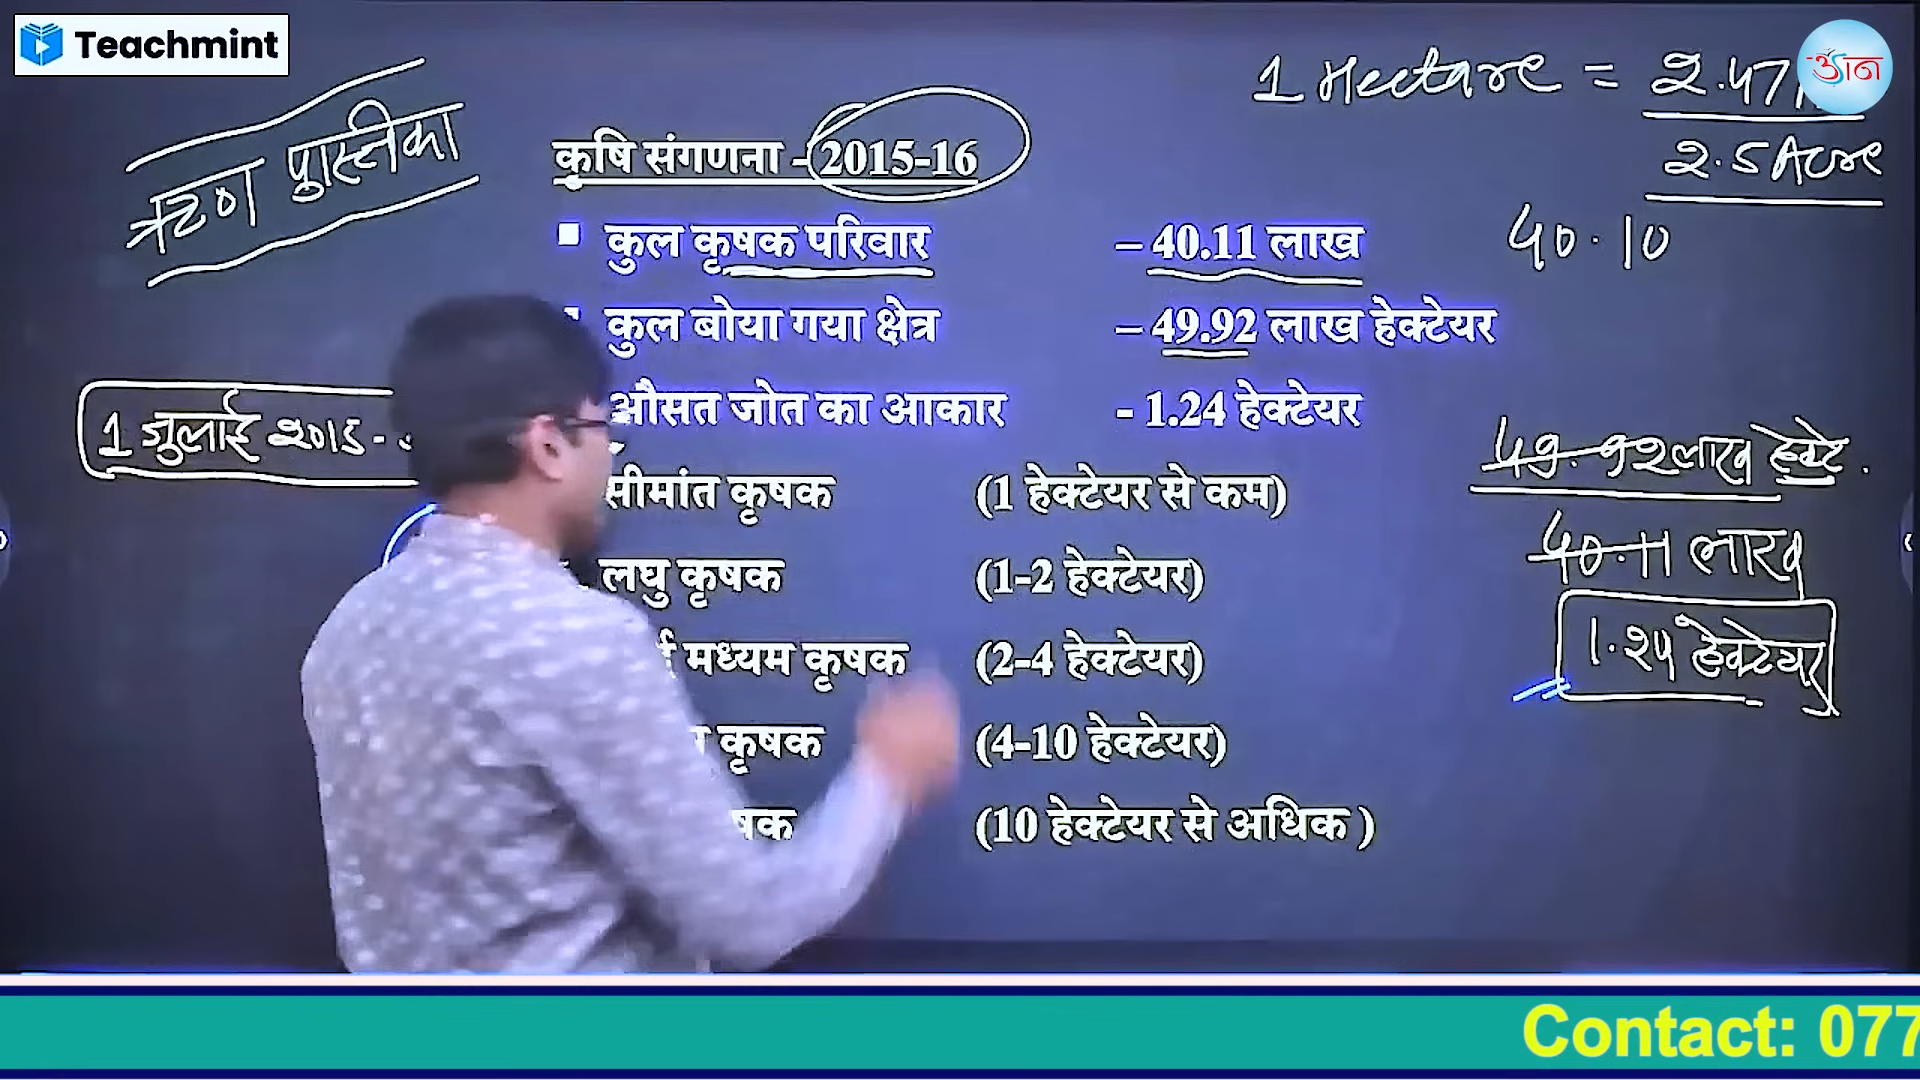 Teachmint
ज्ञान
1 Hectare = 2.47
2.5 Acre
ऋण पुस्तिका
कृषि संगणना - 2015-16
कुल कृषक परिवार – 40.11 लाख
40.10
कुल बोया गया क्षेत्र – 49.92 लाख हेक्टेयर
औसत जोत का आकार - 1.24 हेक्टेयर
1 जुलाई 2015 -
49.92 लाख हेक्टे.
सीमांत कृषक (1 हेक्टेयर से कम)
40.11 लाख
लघु कृषक (1-2 हेक्टेयर)
1.24 हेक्टेयर
मध्यम कृषक (2-4 हेक्टेयर)
कृषक (4-10 हेक्टेयर)
(10 हेक्टेयर से अधिक )
Contact: 077